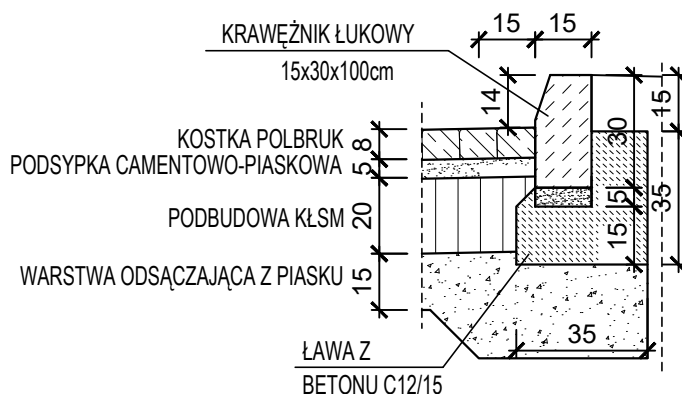 KRAWĘŻNIK ŁUKOWY
15x30x100cm
15
15
14
30
15
KOSTKA POLBRUK
8
PODSYPKA CAMENTOWO-PIASKOWA
5
5
35
PODBUDOWA KŁSM
20
15
WARSTWA ODSĄCZAJĄCA Z PIASKU
15
35
ŁAWA Z
BETONU C12/15